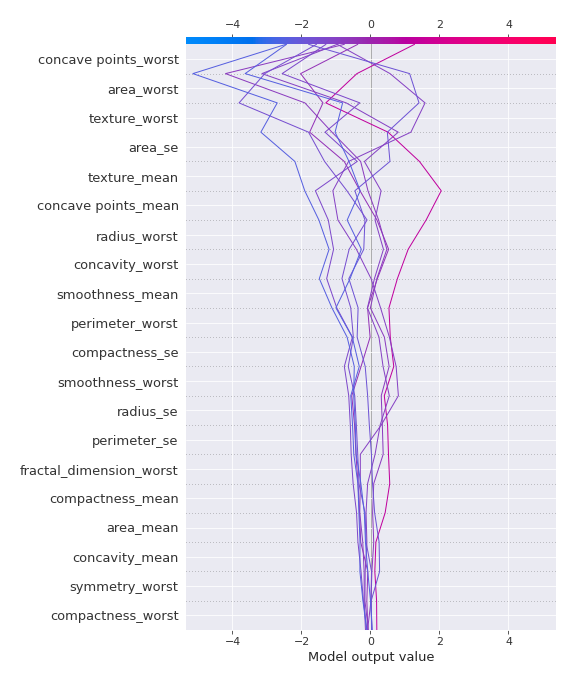 −4 −2 0 2 4
concave points_worst
area_worst
texture_worst
area_se
texture_mean
concave points_mean
radius_worst
concavity_worst
smoothness_mean
perimeter_worst
compactness_se
smoothness_worst
radius_se
perimeter_se
fractal_dimension_worst
compactness_mean
area_mean
concavity_mean
symmetry_worst
compactness_worst
−4 −2 0 2 4
Model output value